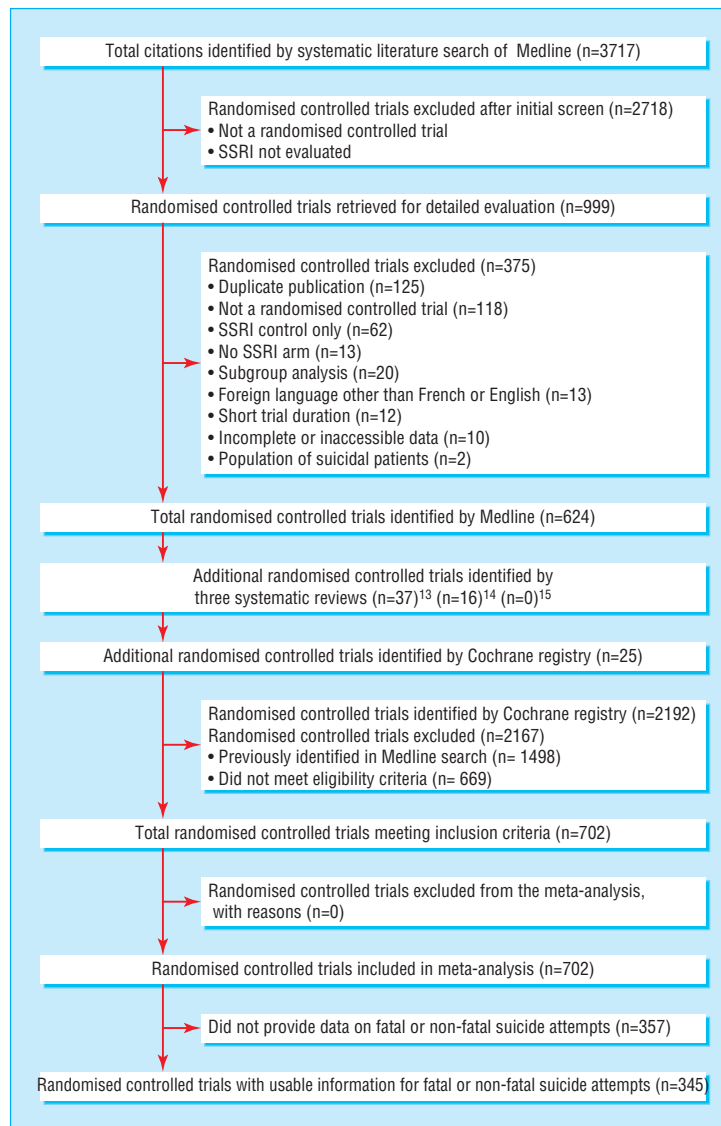 Total citations identified by systematic literature search of Medline (n=3717)
Randomised controlled trials excluded after initial screen (n=2718)
• Not a randomised controlled trial
• SSRI not evaluated
Randomised controlled trials retrieved for detailed evaluation (n=999)
Randomised controlled trials excluded (n=375)
• Duplicate publication (n=125)
• Not a randomised controlled trial (n=118)
• SSRI control only (n=62)
• No SSRI arm (n=13)
• Subgroup analysis (n=20)
• Foreign language other than French or English (n=13)
• Short trial duration (n=12)
• Incomplete or inaccessible data (n=10)
• Population of suicidal patients (n=2)
Total randomised controlled trials identified by Medline (n=624)
Additional randomised controlled trials identified by
three systematic reviews (n=37)¹³ (n=16)¹⁴ (n=0)¹⁵
Additional randomised controlled trials identified by Cochrane registry (n=25)
Randomised controlled trials identified by Cochrane registry (n=2192)
Randomised controlled trials excluded (n=2167)
• Previously identified in Medline search (n= 1498)
• Did not meet eligibility criteria (n= 669)
Total randomised controlled trials meeting inclusion criteria (n=702)
Randomised controlled trials excluded from the meta-analysis,
with reasons (n=0)
Randomised controlled trials included in meta-analysis (n=702)
Did not provide data on fatal or non-fatal suicide attempts (n=357)
Randomised controlled trials with usable information for fatal or non-fatal suicide attempts (n=345)